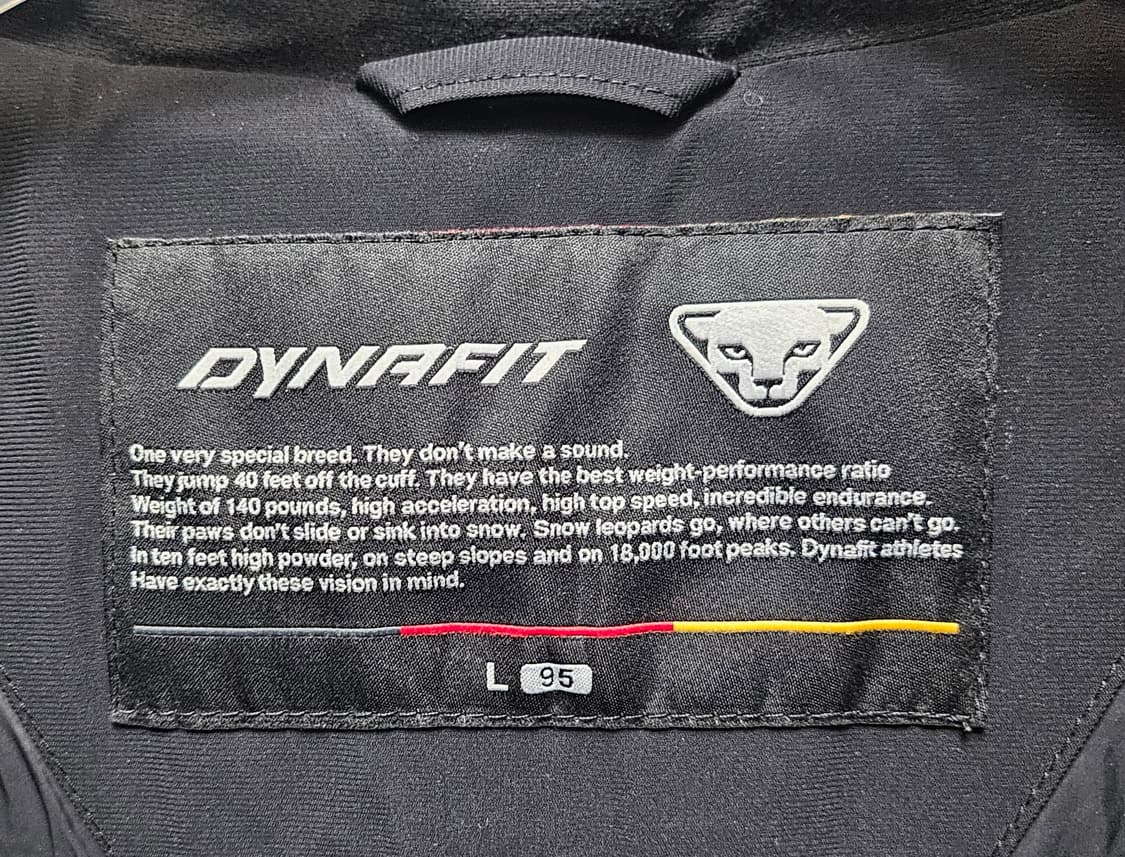 DYNAFIT
One very special breed. They don't make a sound.
They jump 40 feet off the cuff. They have the best weight-performance ratio
Weight of 140 pounds, high acceleration, high top speed, incredible endurance.
Their paws don't slide or sink into snow. Snow leopards go, where others can't go.
In ten feet high powder, on steep slopes and on 18,000 foot peaks. Dynafit athletes
Have exactly these vision in mind.
L 95